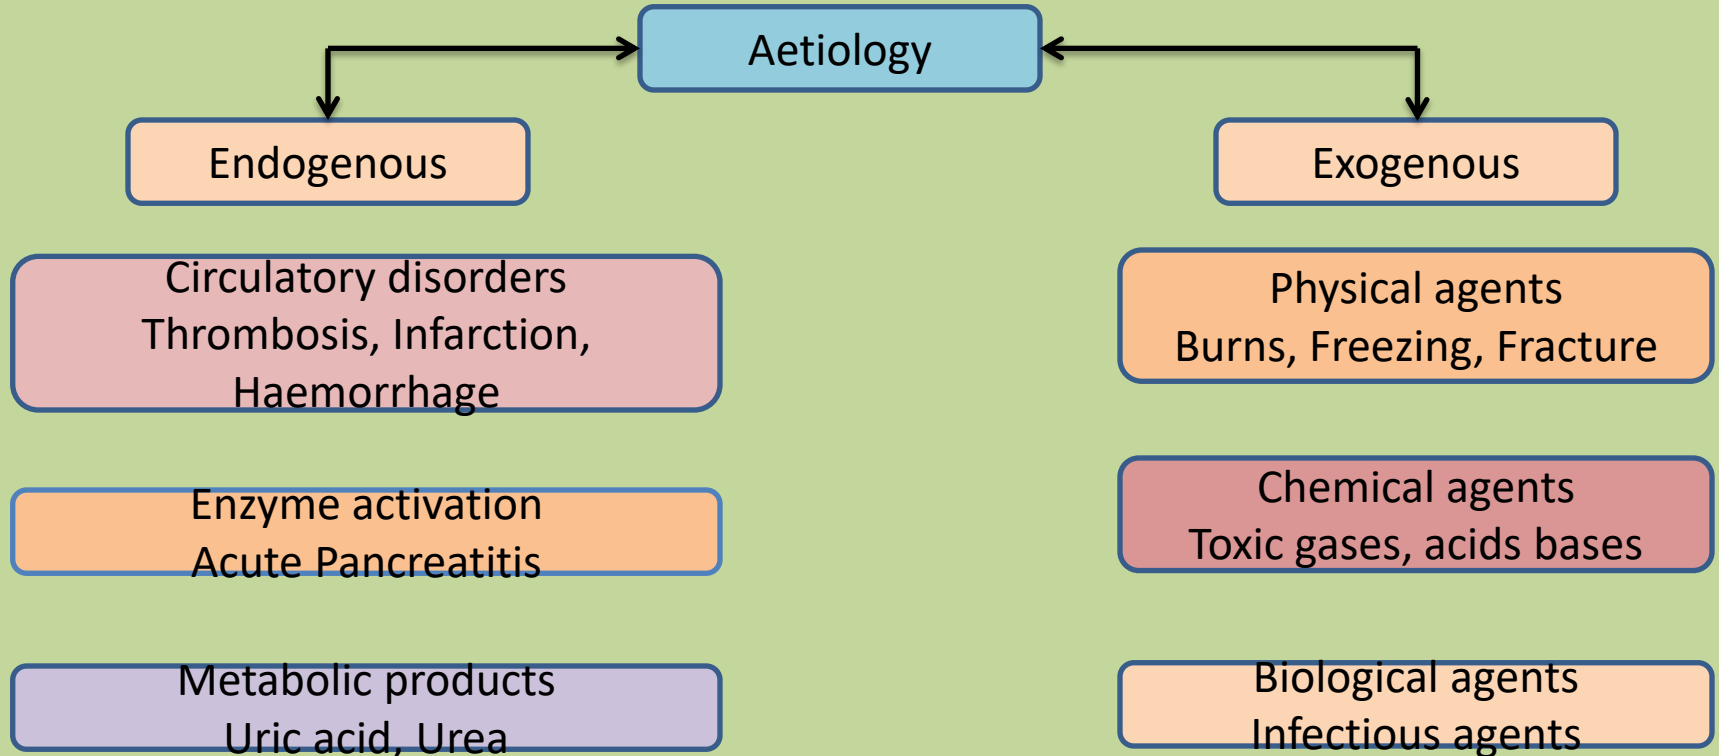 Aetiology
Endogenous
Exogenous
Circulatory disorders
Thrombosis, Infarction,
Haemorrhage
Physical agents
Burns, Freezing, Fracture
Enzyme activation
Acute Pancreatitis
Chemical agents
Toxic gases, acids bases
Metabolic products
Uric acid, Urea
Biological agents
Infectious agents